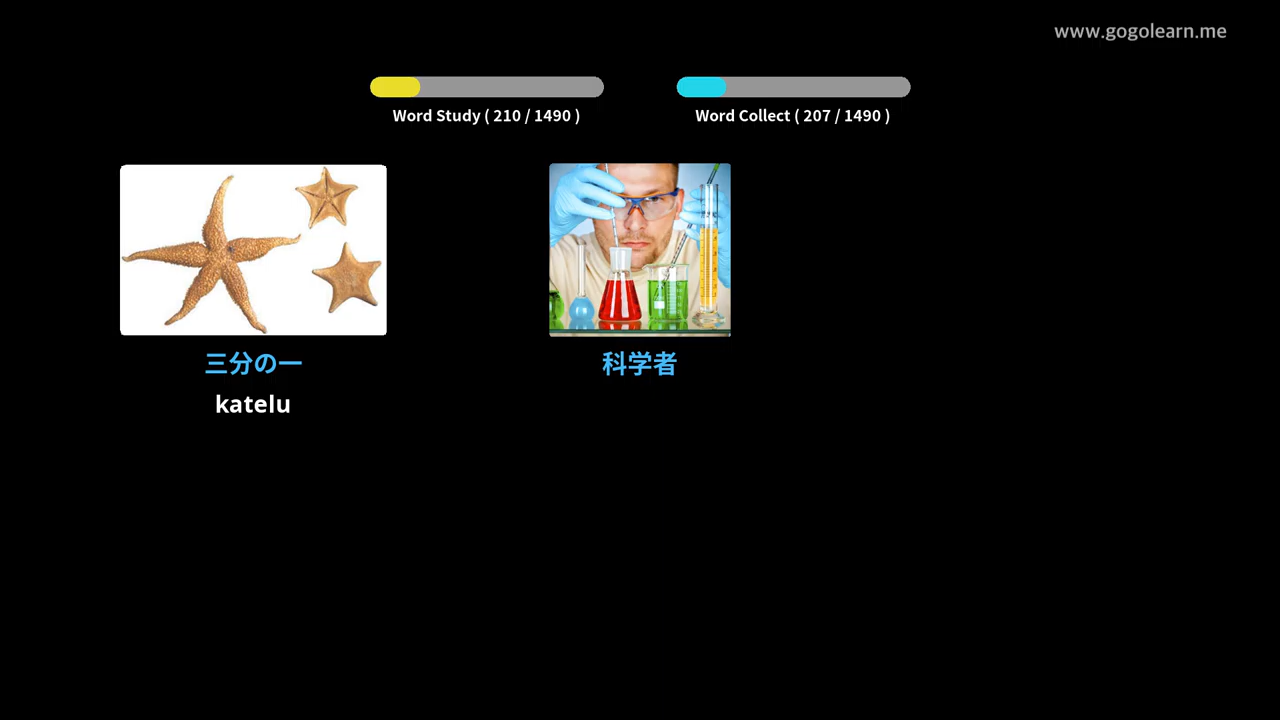 www.gogolearn.me
Word Study ( 210 / 1490 )
Word Collect ( 207 / 1490 )
三分の一
katelu
科学者